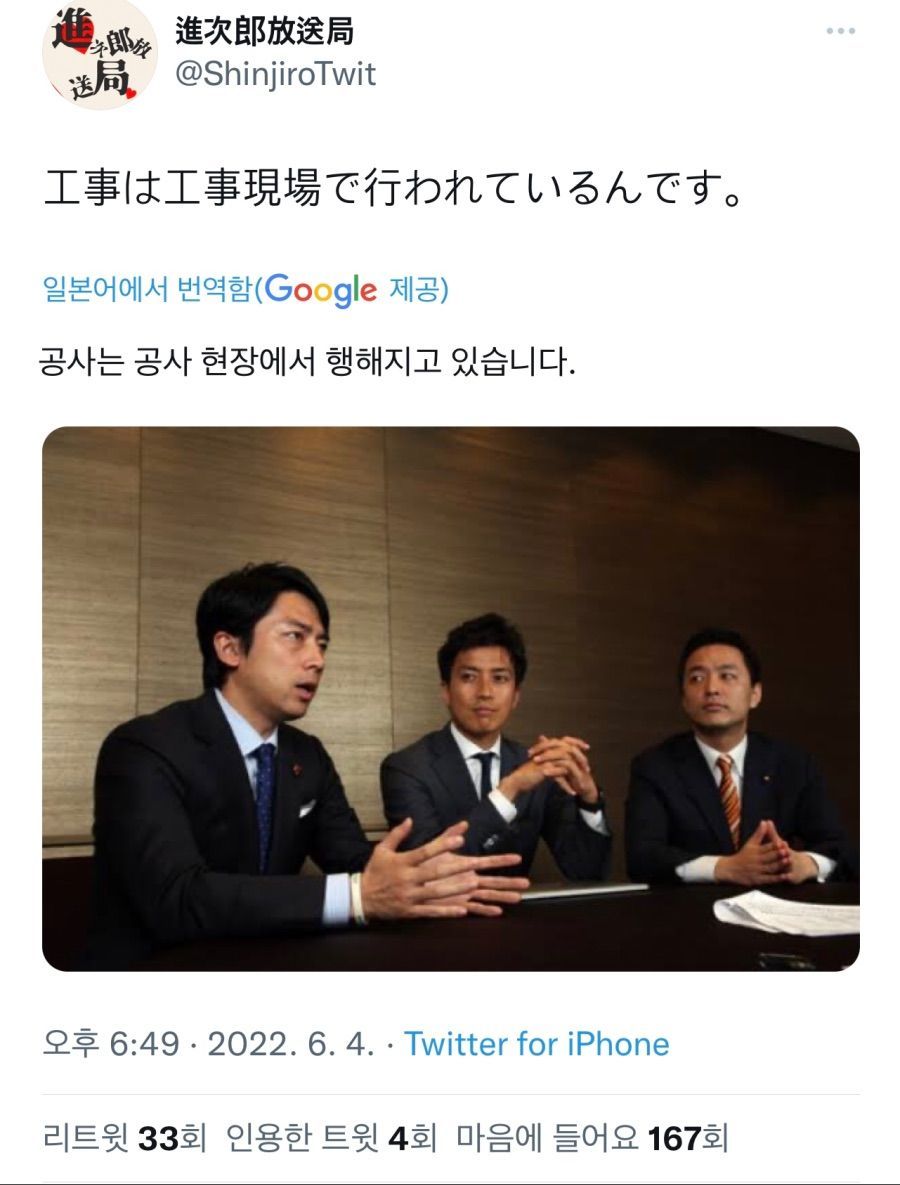 進次郎放送局
進次郎放送局
@ShinjiroTwit
工事は工事現場で行われているんです。
일본어에서 번역함(Google 제공)
공사는 공사 현장에서 행해지고 있습니다.
오후 6:49 · 2022. 6. 4. · Twitter for iPhone
리트윗 33회 인용한 트윗 4회 마음에 들어요 167회